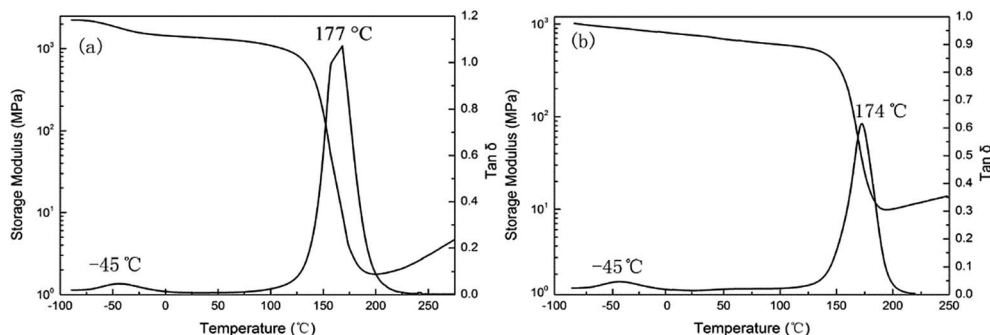 (a)
177 °C
-45 ℃
Storage Modulus (MPa)
10³
10²
10¹
10⁰
1.2
1.0
0.8
0.6
0.4
0.2
0.0
Tan δ
-100 -50 0 50 100 150 200 250
Temperature (℃)
(b)
174 ℃
-45 ℃
Storage Modulus (MPa)
10³
10²
10¹
10⁰
1.0
0.9
0.8
0.7
0.6
0.5
0.4
0.3
0.2
0.1
0.0
Tan δ
-100 -50 0 50 100 150 200 250
Temperature (℃)